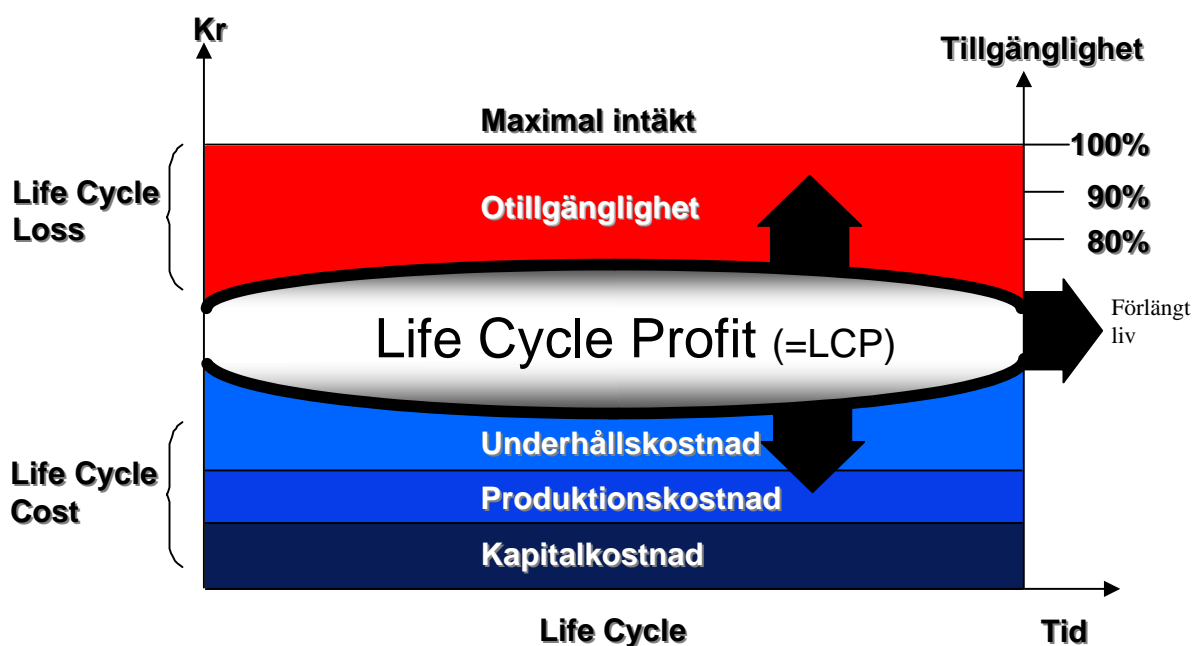 Kr
Tillgänglighet
Maximal intäkt
100%
Life Cycle
Loss
Otillgänglighet
90%
80%
Life Cycle Profit (=LCP)
Förlängt
liv
Underhållskostnad
Life Cycle
Cost
Produktionskostnad
Kapitalkostnad
Life Cycle
Tid